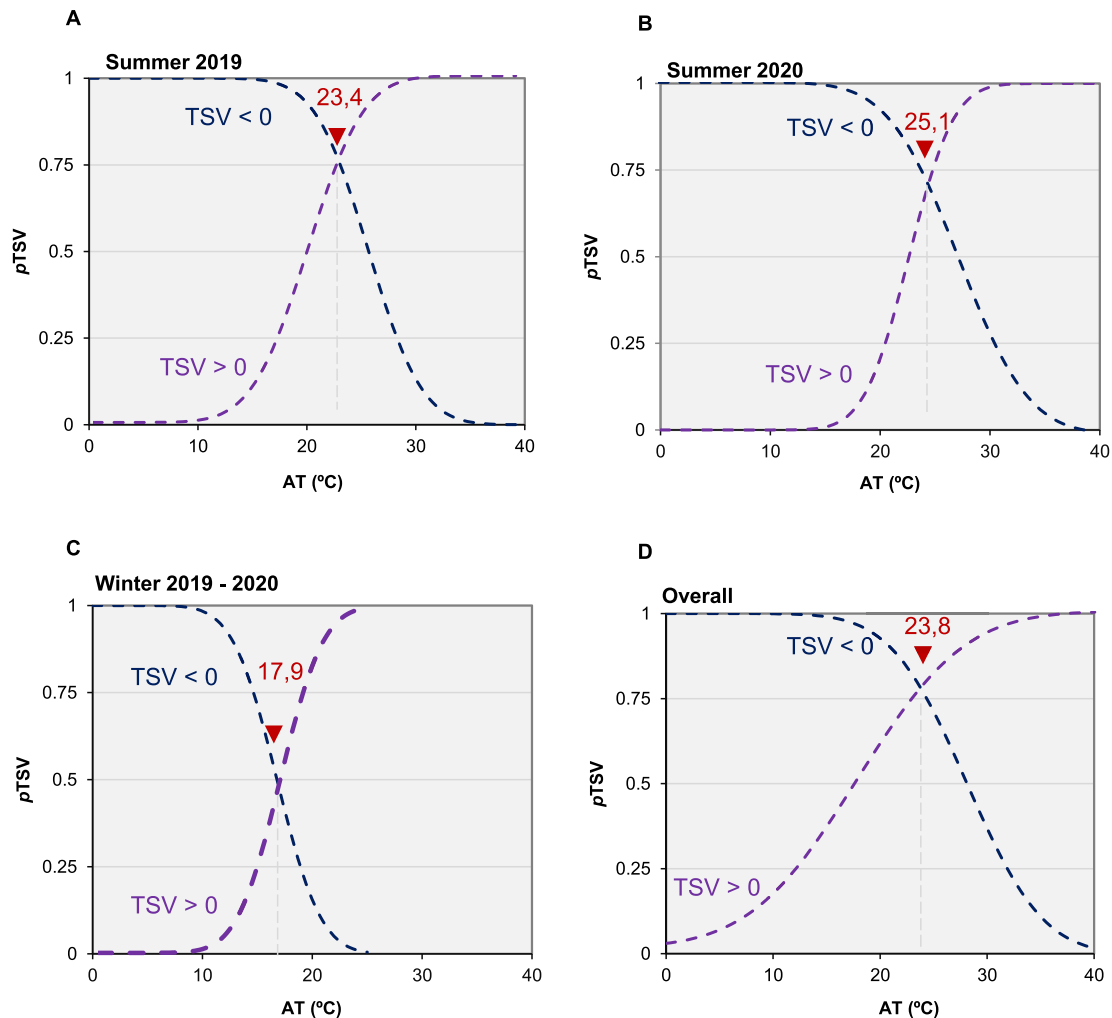 A
Summer 2019
1
0.75
0.5
0.25
0
pTSV
TSV < 0
23,4
TSV > 0
0
10
20
30
40
AT (ºC)
B
Summer 2020
1
0.75
0.5
0.25
0
pTSV
TSV < 0
25,1
TSV > 0
0
10
20
30
40
AT (ºC)
C
Winter 2019 - 2020
1
0.75
0.5
0.25
0
pTSV
TSV < 0
17,9
TSV > 0
0
10
20
30
40
AT (ºC)
D
Overall
1
0.75
0.5
0.25
0
pTSV
TSV < 0
23,8
TSV > 0
0
10
20
30
40
AT (ºC)